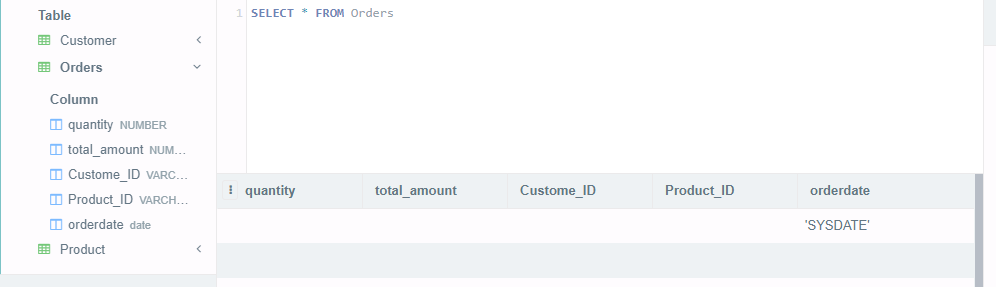 Table
Customer
Orders
Column
quantity NUMBER
total_amount NUM...
Custome_ID VARC...
Product_ID VARCH...
orderdate date
Product
1 SELECT * FROM Orders
quantity total_amount Custome_ID Product_ID orderdate
'SYSDATE'